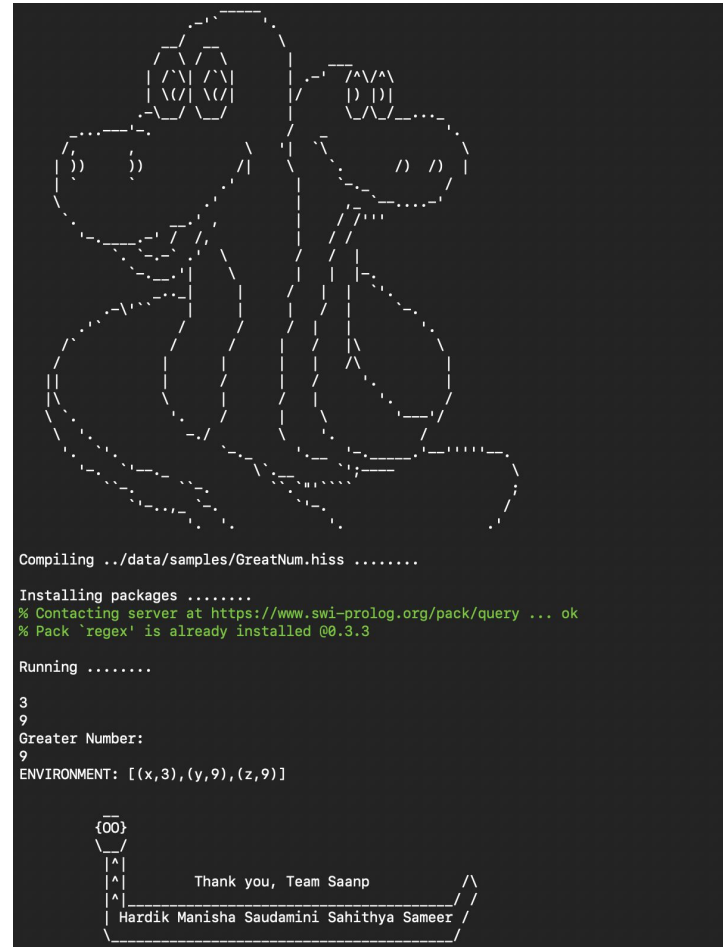 Compiling ../data/samples/GreatNum.hiss ........
Installing packages ........
% Contacting server at https://www.swi-prolog.org/pack/query ... ok
% Pack `regex' is already installed @0.3.3
Running ........
3
9
Greater Number:
9
ENVIRONMENT: [(x,3),(y,9),(z,9)]
Thank you, Team Saanp
Hardik Manisha Saudamini Sahithya Sameer